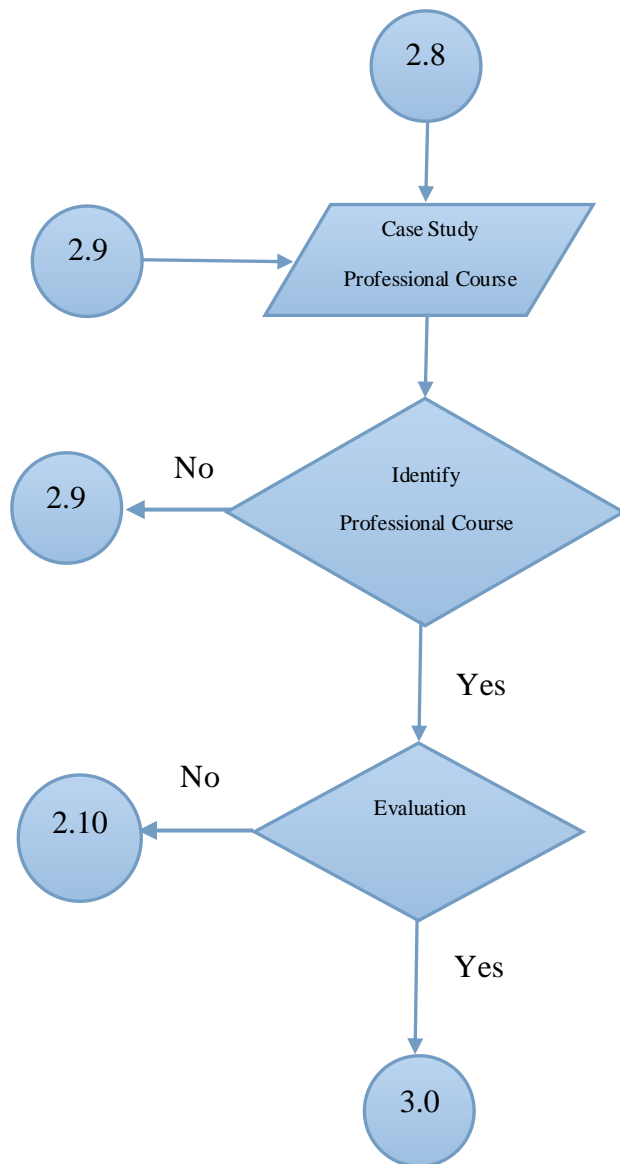 2.8
Case Study
2.9
Professional Course
Identify
No
2.9
Professional Course
Yes
No
Evaluation
2.10
Yes
3.0